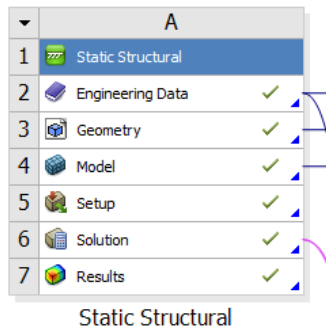 A
1 Static Structural
2 Engineering Data
3 Geometry
4 Model
5 Setup
6 Solution
7 Results
Static Structural